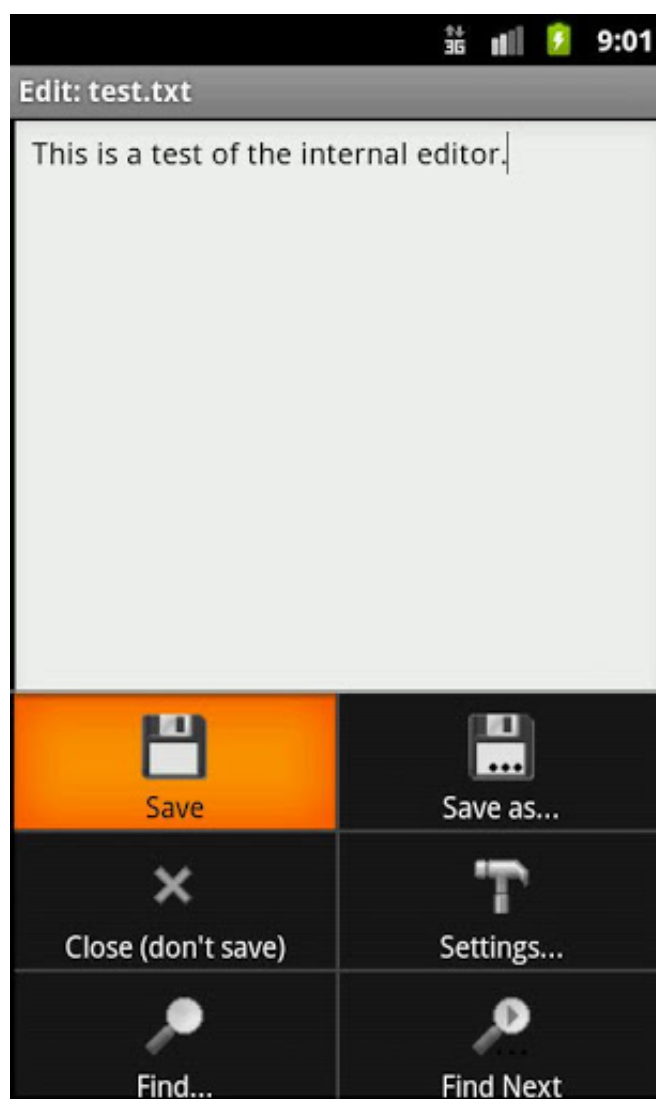 3G 9:01
Edit: test.txt
This is a test of the internal editor.
Save
Save as...
Close (don't save)
Settings...
Find...
Find Next